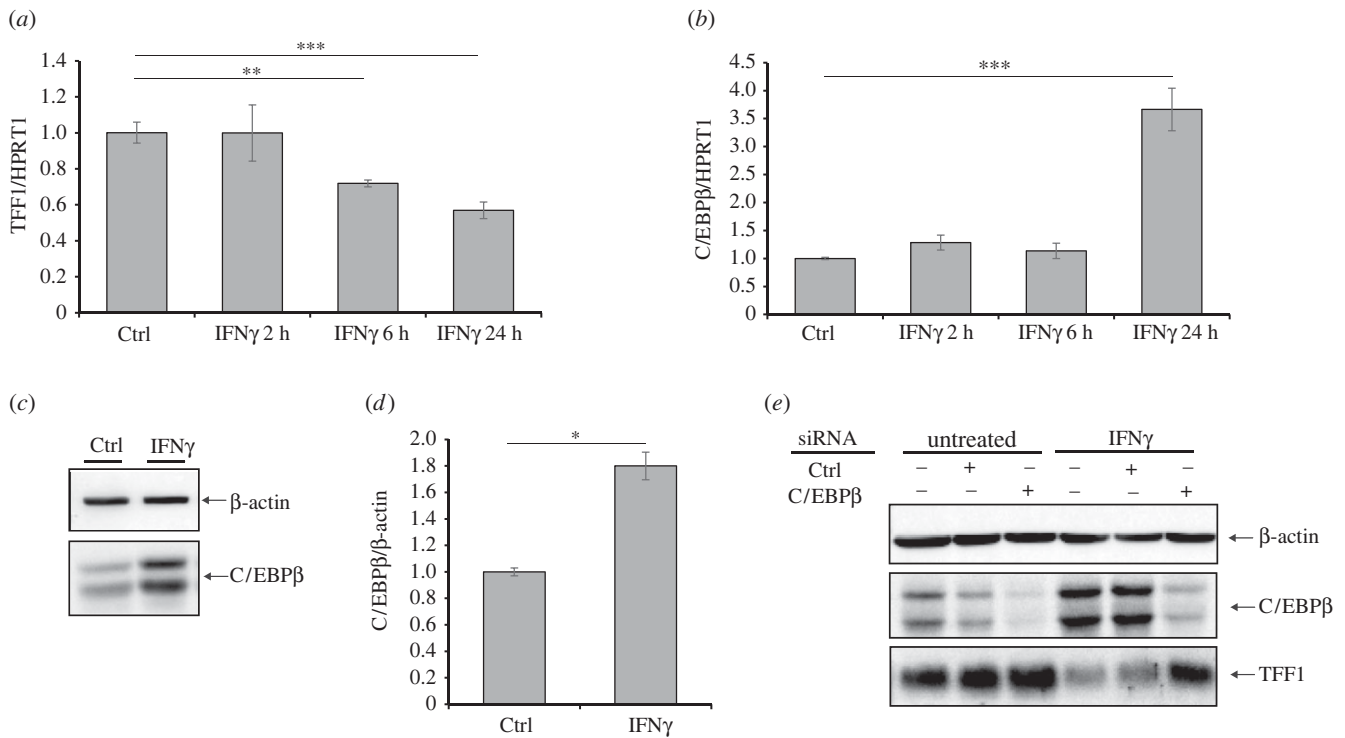 (a)
***
**
1.4
1.2
1.0
0.8
0.6
0.4
0.2
0
TFF1/HPRT1
Ctrl IFNγ 2 h IFNγ 6 h IFNγ 24 h
(b)
***
4.5
4.0
3.5
3.0
2.5
2.0
1.5
1.0
0.5
0
C/EBPβ/HPRT1
Ctrl IFNγ 2 h IFNγ 6 h IFNγ 24 h
(c)
Ctrl IFNγ
β-actin
C/EBPβ
(d)
*
2.0
1.8
1.6
1.4
1.2
1.0
0.8
0.6
0.4
0.2
0
C/EBPβ/β-actin
Ctrl IFNγ
(e)
siRNA untreated IFNγ
Ctrl – + – – + –
C/EBPβ – – + – – +
β-actin
C/EBPβ
TFF1